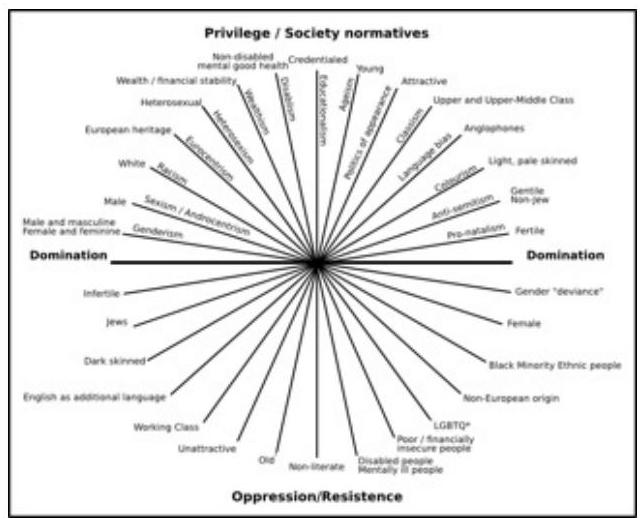 Privilege / Society normatives
Non-disabled
mental good health
Credentialed
Young
Wealth / financial stability
Attractive
Heterosexual
Upper and Upper-Middle Class
European heritage
Anglophones
White
Light, pale skinned
Male
Gentile
Non-Jew
Male and masculine
Female and feminine
Fertile
Genderism
Sexism / Androcentrism
Racism
Eurocentrism
Heterosexism
Wealthism
Disablism
Educationalism
Ageism
Politics of appearance
Classism
Language bias
Colourism
Anti-semitism
Pro-natalism
Domination
Domination
Infertile
Gender "deviance"
Jews
Female
Dark skinned
Black Minority Ethnic people
English as additional language
Non-European origin
Working Class
LGBTQ*
Unattractive
Poor / financially
insecure people
Old
Non-literate
Disabled people
Mentally ill people
Oppression/Resistence